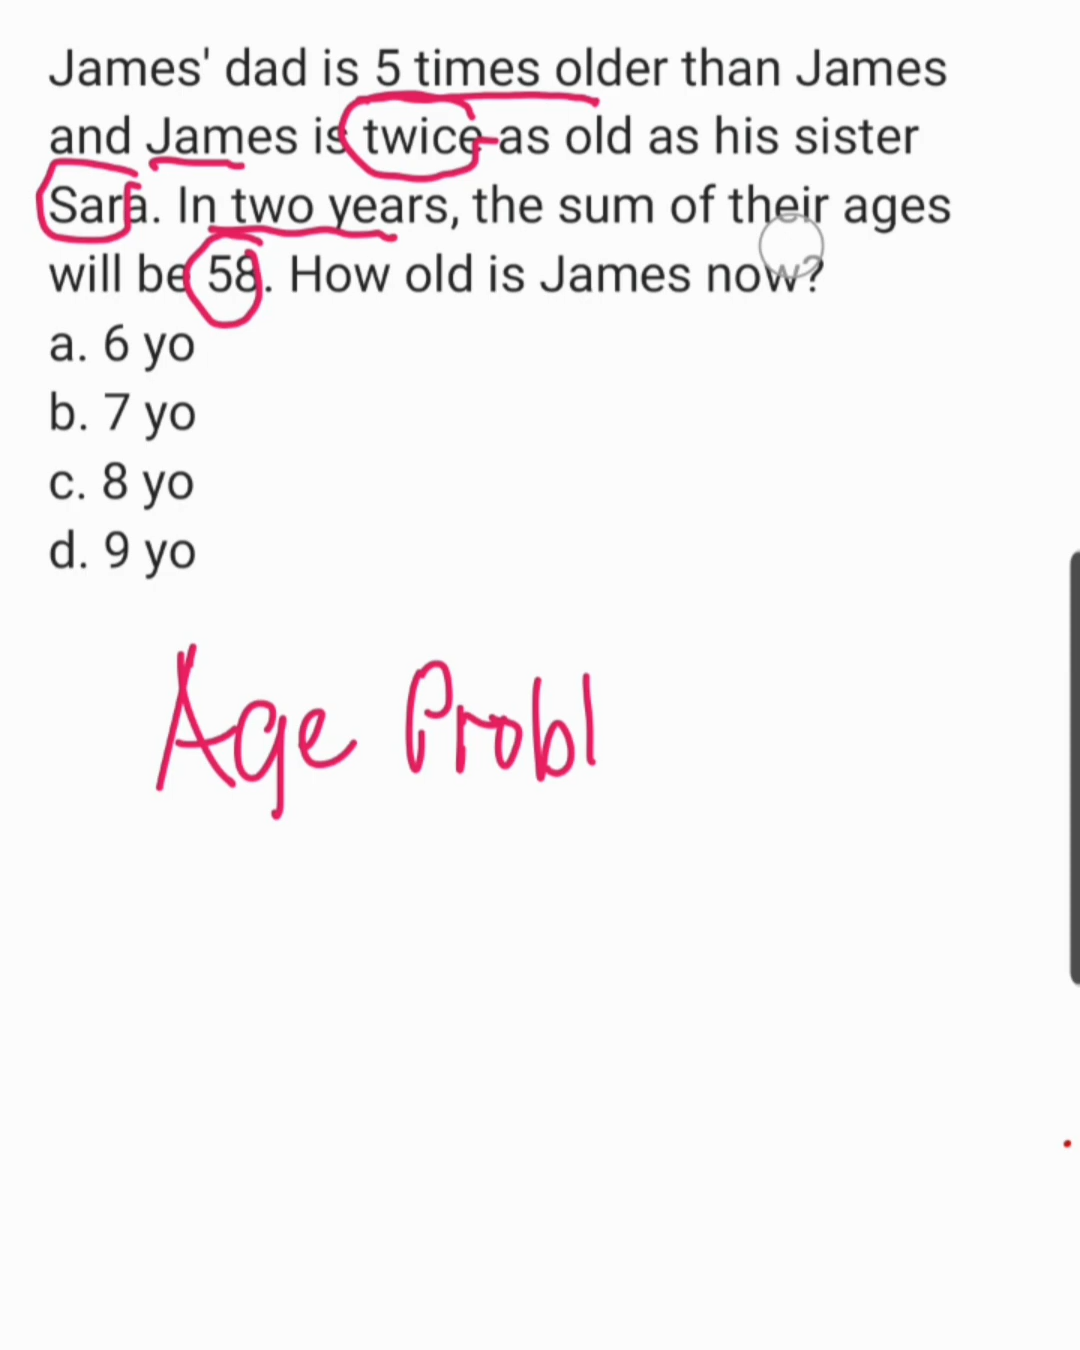 James' dad is 5 times older than James
and James is twice as old as his sister
Sara. In two years, the sum of their ages
will be 58. How old is James now?
a. 6 yo
b. 7 yo
c. 8 yo
d. 9 yo
Age Probl